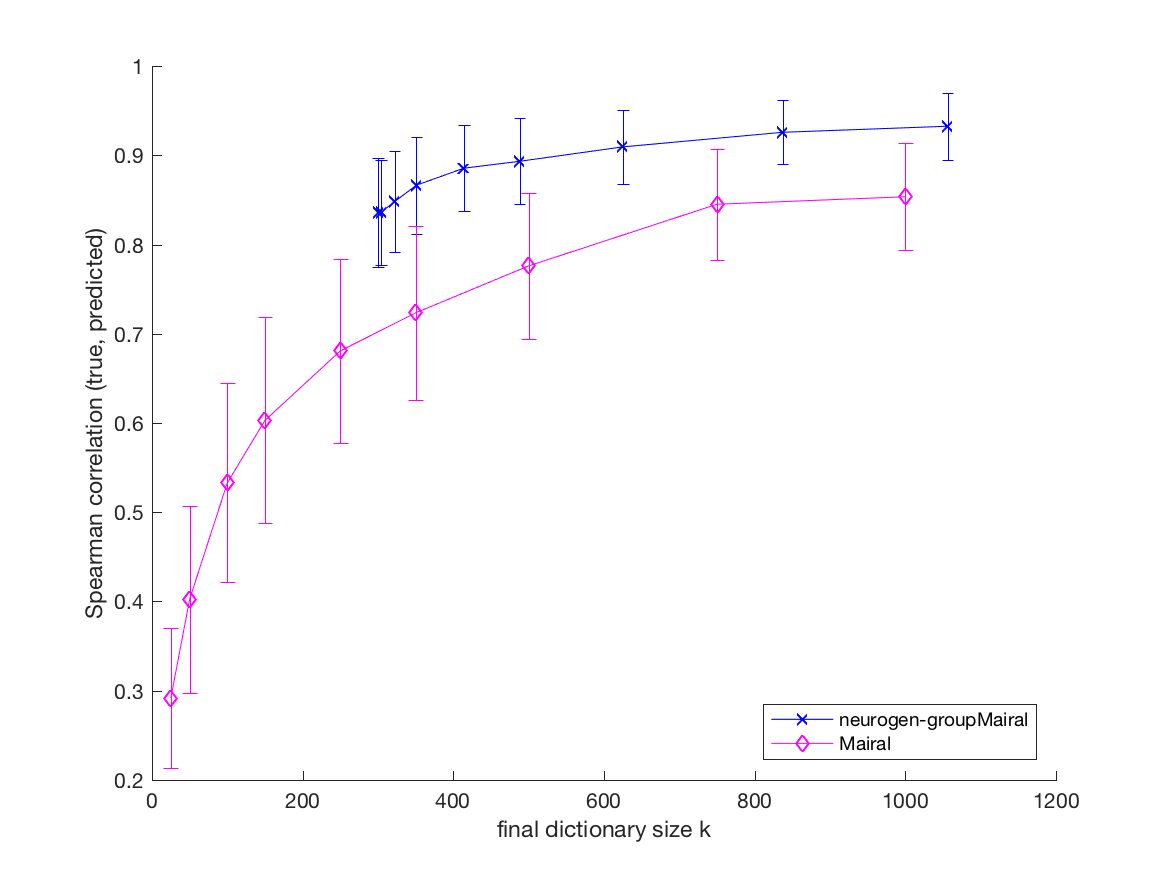 1
0.9
0.8
0.7
0.6
0.5
0.4
0.3
0.2
Spearman correlation (true, predicted)
neurogen-groupMairal
Mairal
0 200 400 600 800 1000 1200
final dictionary size k